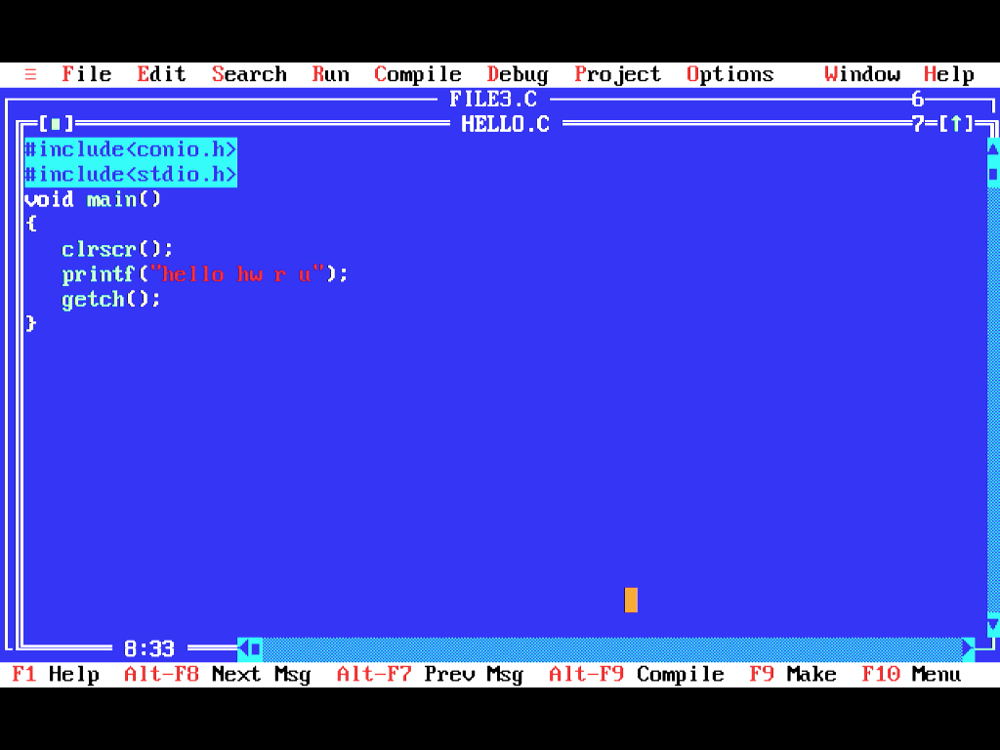 ≡ File Edit Search Run Compile Debug Project Options Window Help
FILE3.C 6
[■] HELLO.C 7=[↑]
#include<conio.h>
#include<stdio.h>
void main()
{
clrscr();
printf("hello hw r u");
getch();
}
8:33
F1 Help Alt-F8 Next Msg Alt-F7 Prev Msg Alt-F9 Compile F9 Make F10 Menu